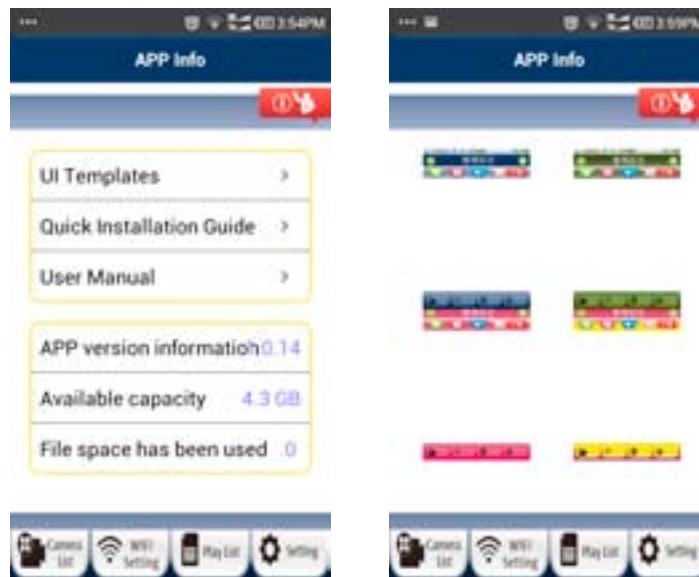 3:54PM
APP Info
UI Templates
Quick Installation Guide
User Manual
APP version information 1.0.14
Available capacity 4.3 GB
File space has been used .0
Camera List
WIFI Setting
Play List
Setting
3:59PM
APP Info
Camera List
WIFI Setting
Play List
Setting